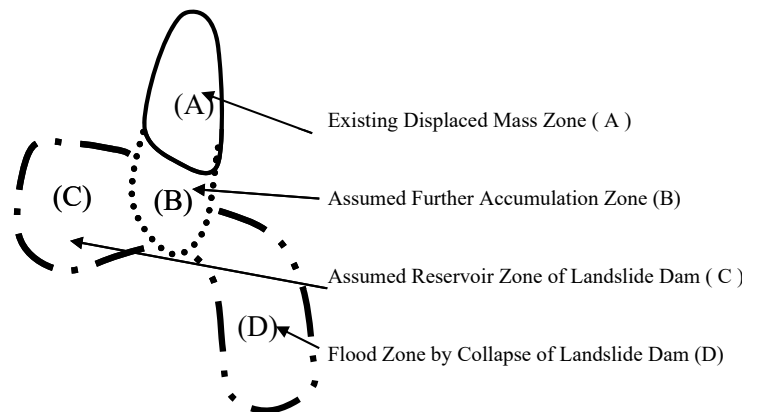 (A)
Existing Displaced Mass Zone ( A )
(C)
(B)
Assumed Further Accumulation Zone (B)
Assumed Reservoir Zone of Landslide Dam ( C )
(D)
Flood Zone by Collapse of Landslide Dam (D)